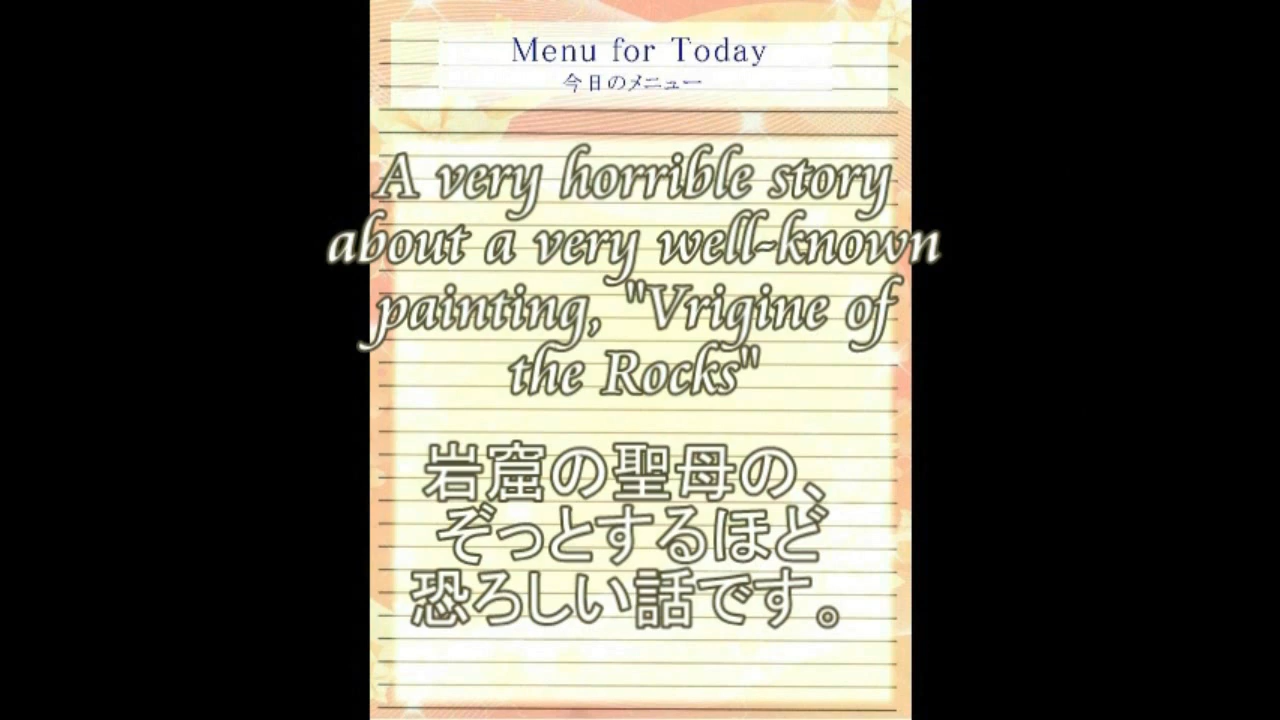 Menu for Today
今日のメニュー
A very horrible story
about a very well-known
painting, "Vrigine of
the Rocks"
岩窟の聖母の、
ぞっとするほど
恐ろしい話です。